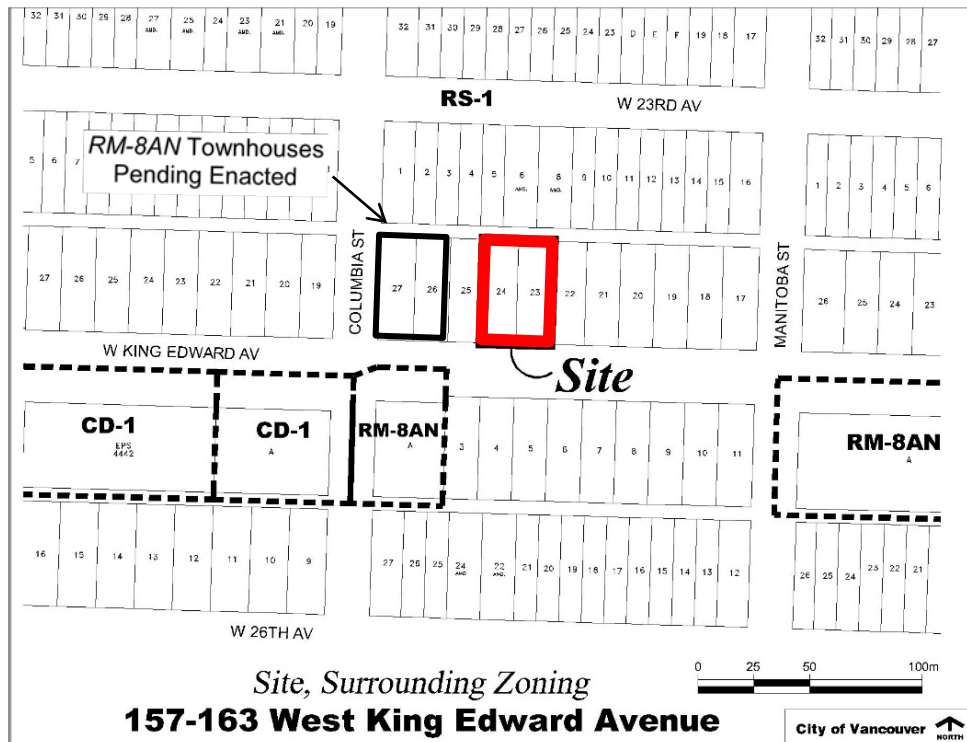 32 31 30 29 28 27 26 25 24 23 22 21 20 19
AMD. AMD. AMD. AMD.
32 31 30 29 28 27 26 25 24 23 D E F 19 18 17
32 31 30 29 28 27
RS-1
W 23RD AV
RM-8AN Townhouses
Pending Enacted
5 6 7
1 2 3 4 5 6 8 9 10 11 12 13 14 15 16
AMD. AMD.
1 2 3 4 5 6
COLUMBIA ST
MANITOBA ST
27 26 25 24 23 22 21 20 19
27 26 25 24 23 22 21 20 19 18 17
26 25 24 23
W KING EDWARD AV
Site
CD-1
EPS
4442
CD-1
A
RM-8AN
A
3 4 5 6 7 8 9 10 11
RM-8AN
A
16 15 14 13 12 11 10 9
27 26 25 24 22 21 20 19 18 17 16 15 14 13 12
AMD. AMD.
26 25 24 23 22 21
W 26TH AV
0 25 50 100m
Site, Surrounding Zoning
157-163 West King Edward Avenue
City of Vancouver
NORTH